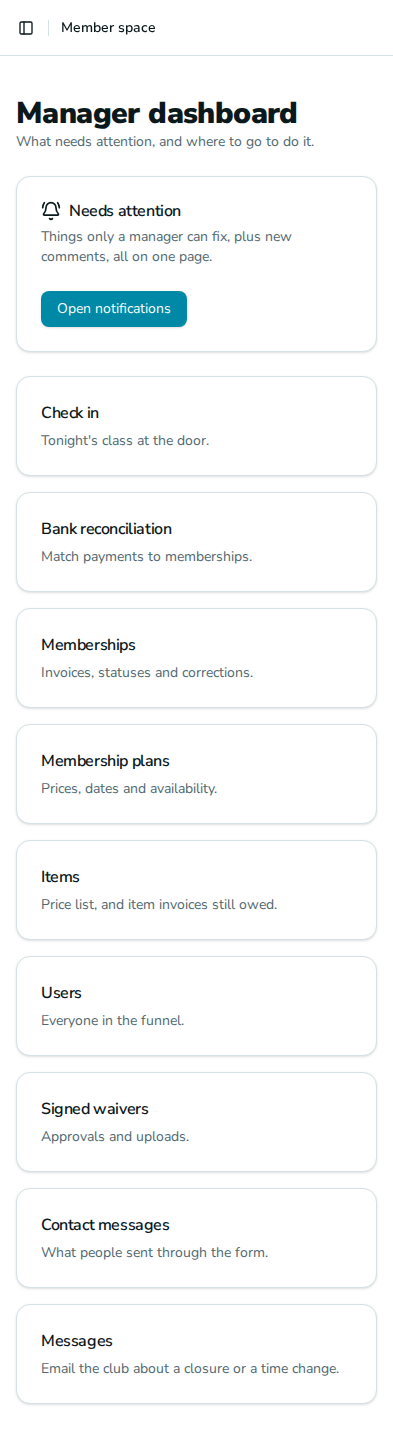 Member space
Manager dashboard
What needs attention, and where to go to do it.
Needs attention
Things only a manager can fix, plus new
comments, all on one page.
Open notifications
Check in
Tonight's class at the door.
Bank reconciliation
Match payments to memberships.
Memberships
Invoices, statuses and corrections.
Membership plans
Prices, dates and availability.
Items
Price list, and item invoices still owed.
Users
Everyone in the funnel.
Signed waivers
Approvals and uploads.
Contact messages
What people sent through the form.
Messages
Email the club about a closure or a time change.